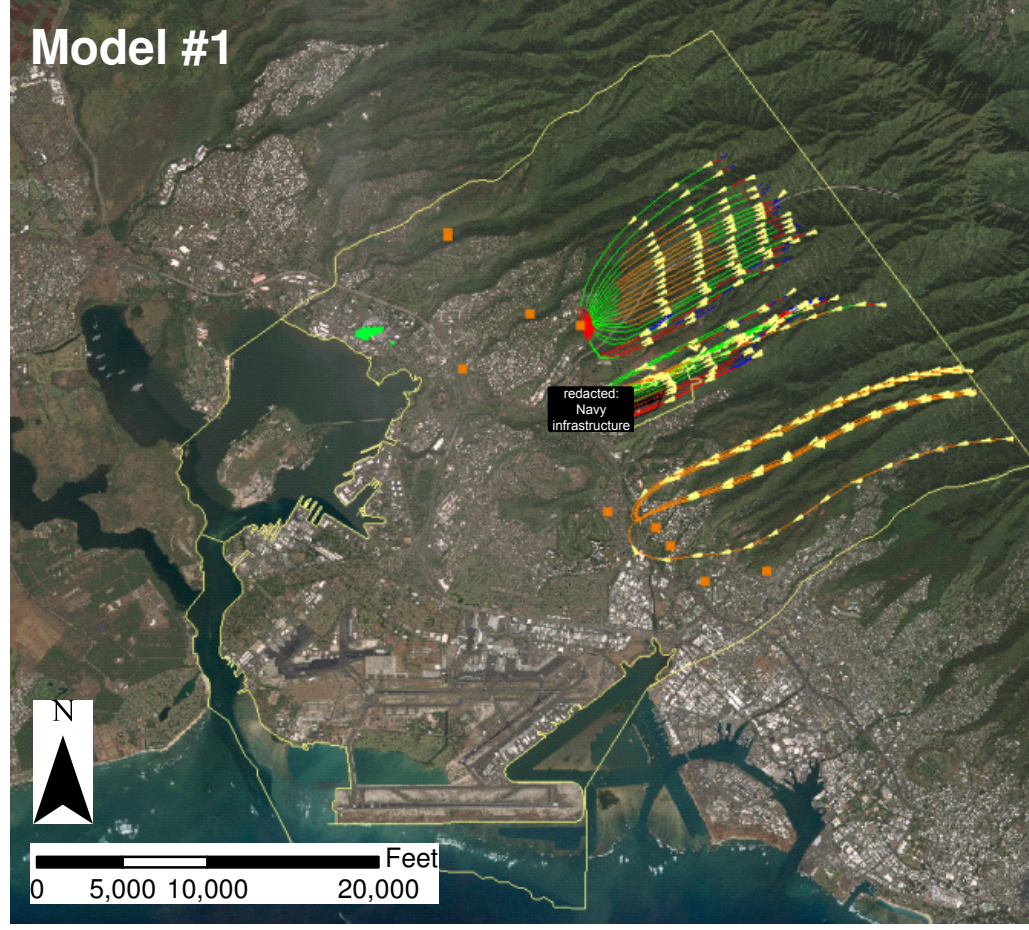 Model #1
redacted:
Navy
infrastructure
N
Feet
0 5,000 10,000 20,000